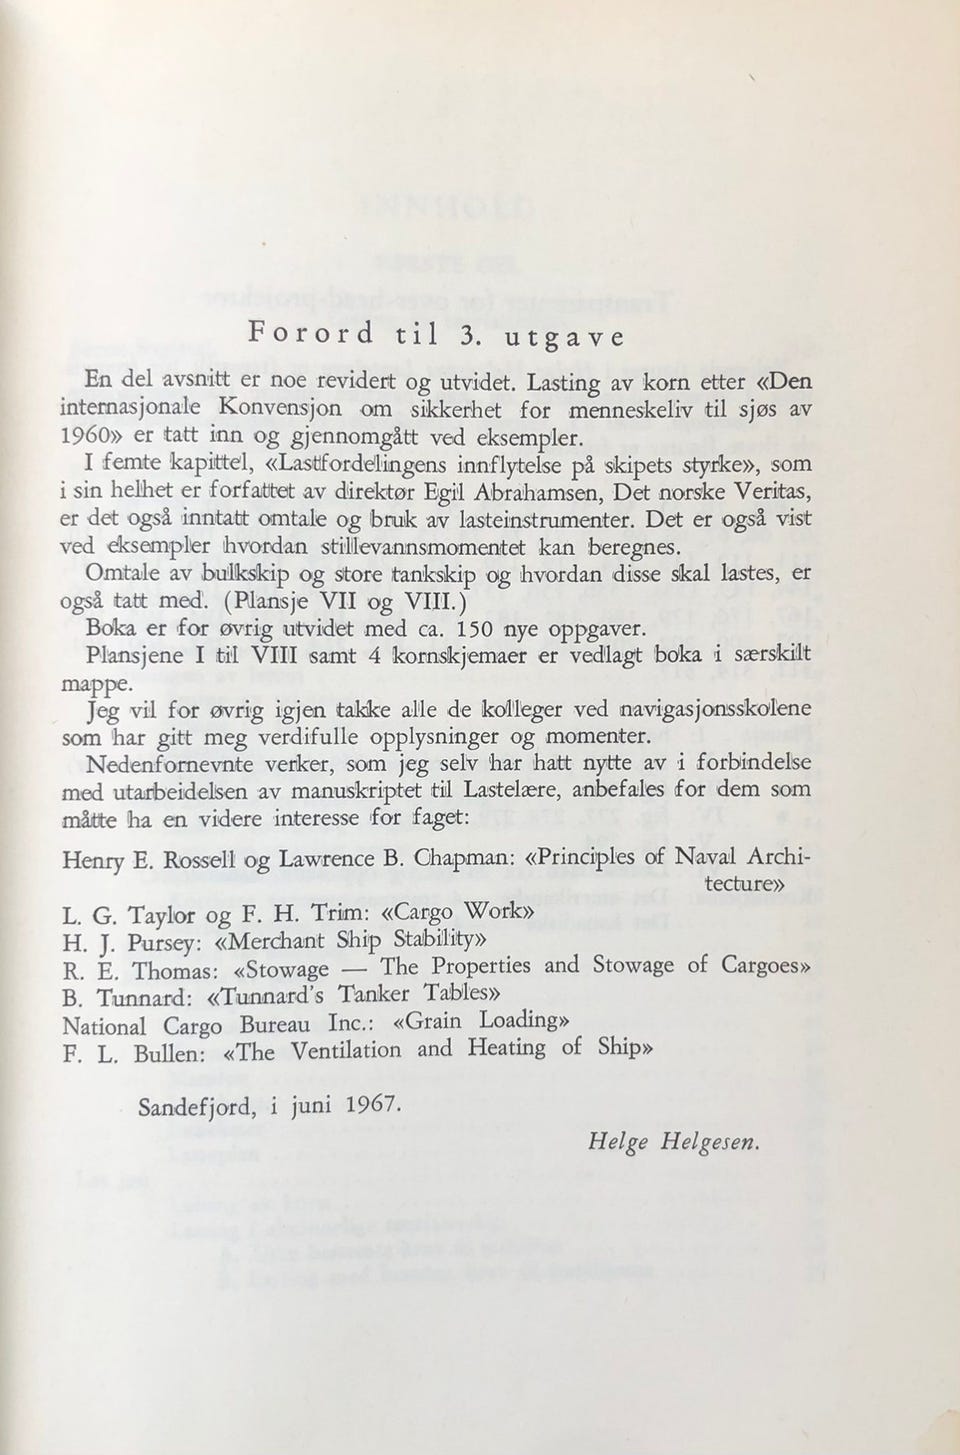 Forord til 3. utgave
En del avsnitt er noe revidert og utvidet. Lasting av korn etter «Den
internasjonale Konvensjon om sikkerhet for menneskeliv til sjøs av
1960» er tatt inn og gjennomgått ved eksempler.
I femte kapittel, «Lastfordelingens innflytelse på skipets styrke», som
i sin helhet er forfattet av direktør Egil Abrahamsen, Det norske Veritas,
er det også inntatt omtale og bruk av lasteinstrumenter. Det er også vist
ved eksempler hvordan stillevannsmomentet kan beregnes.
Omtale av bulkskip og store tankskip og hvordan disse skal lastes, er
også tatt med. (Plansje VII og VIII.)
Boka er for øvrig utvidet med ca. 150 nye oppgaver.
Plansjene I til VIII samt 4 kornskjemaer er vedlagt boka i særskilt
mappe.
Jeg vil for øvrig igjen takke alle de kolleger ved navigasjonsskolene
som har gitt meg verdifulle opplysninger og momenter.
Nedenfornevnte verker, som jeg selv har hatt nytte av i forbindelse
med utarbeidelsen av manuskriptet til Lastelære, anbefales for dem som
måtte ha en videre interesse for faget:
Henry E. Rossell og Lawrence B. Chapman: «Principles of Naval Archi-
tecture»
L. G. Taylor og F. H. Trim: «Cargo Work»
H. J. Pursey: «Merchant Ship Stability»
R. E. Thomas: «Stowage — The Properties and Stowage of Cargoes»
B. Tunnard: «Tunnard's Tanker Tables»
National Cargo Bureau Inc.: «Grain Loading»
F. L. Bullen: «The Ventilation and Heating of Ship»
Sandefjord, i juni 1967.
Helge Helgesen.